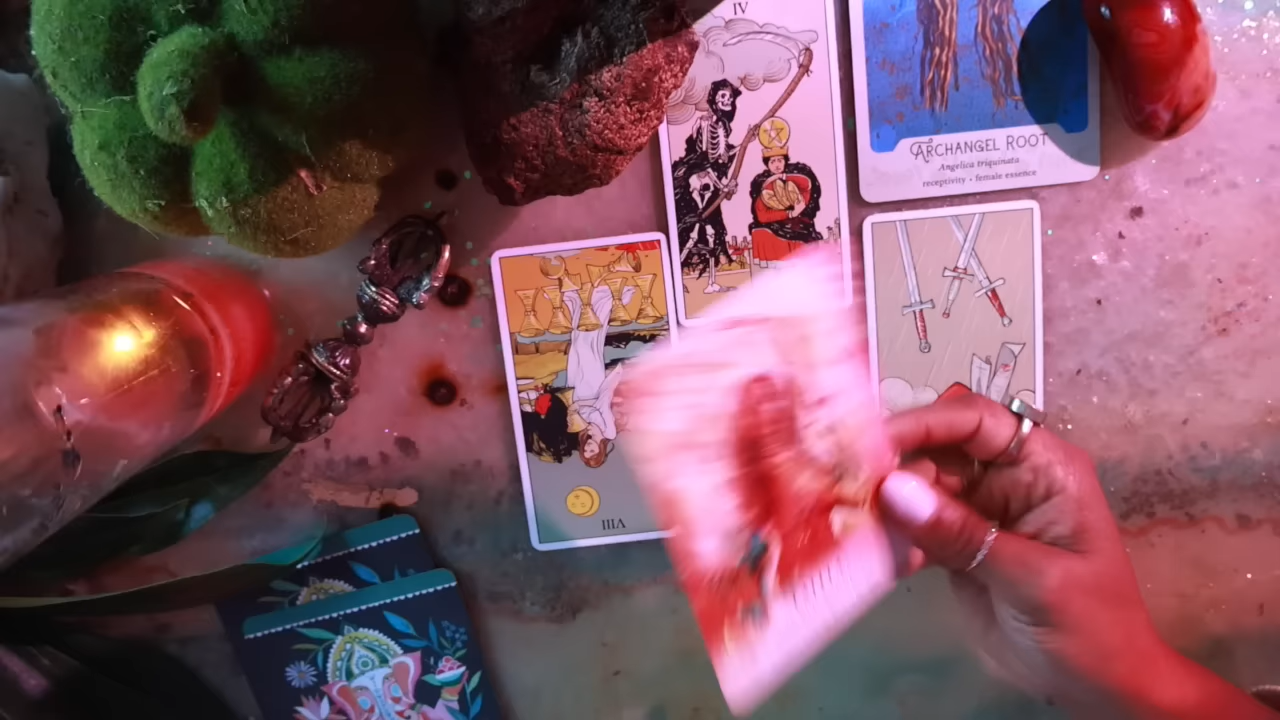 IV
ARCHANGEL ROOT
Angelica triquinata
receptivity • female essence
VIII